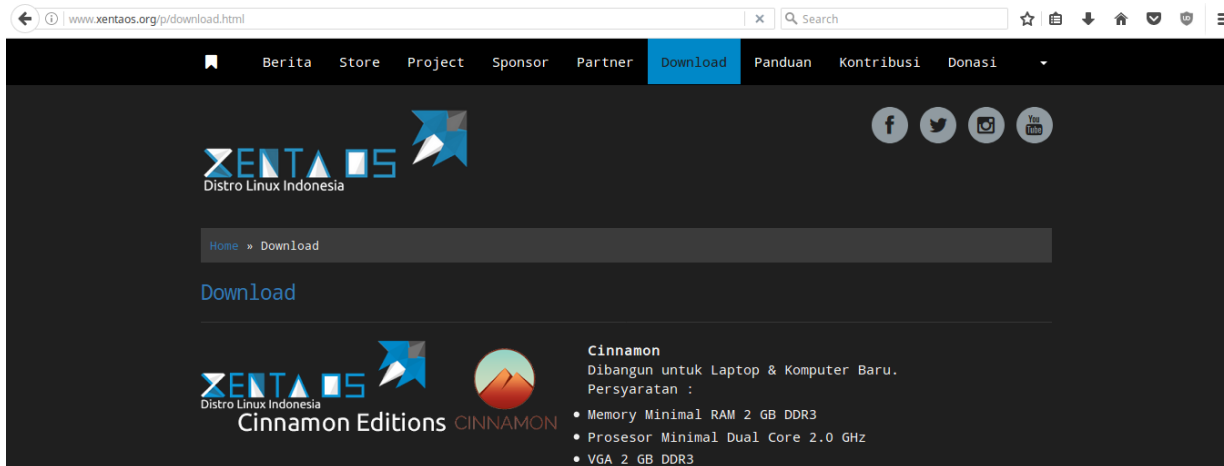 www.xentaos.org/p/download.html
Search
Berita Store Project Sponsor Partner Download Panduan Kontribusi Donasi
XENTA OS
Distro Linux Indonesia
You Tube
Home » Download
Download
XENTA OS
Distro Linux Indonesia
Cinnamon Editions CINNAMON
Cinnamon
Dibangun untuk Laptop & Komputer Baru.
Persyaratan :
• Memory Minimal RAM 2 GB DDR3
• Prosesor Minimal Dual Core 2.0 GHz
• VGA 2 GB DDR3